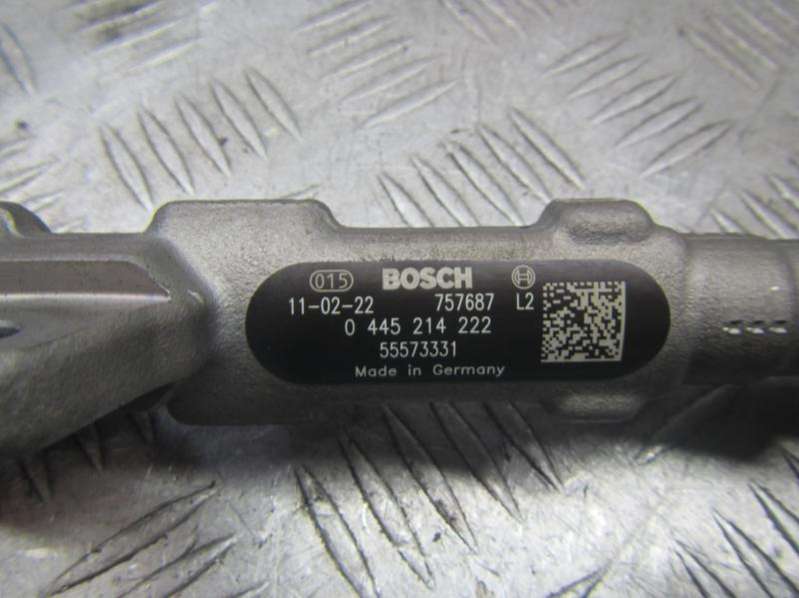 015 BOSCH
11-02-22 757687 L2
0 445 214 222
55573331
Made in Germany